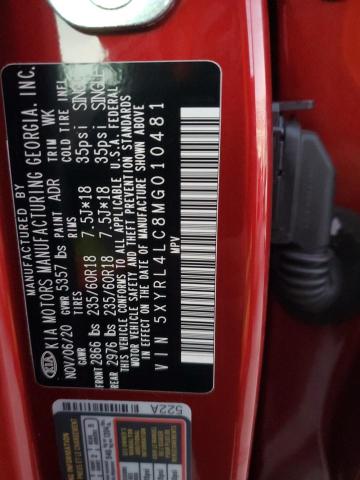 MANUFACTURED BY
KIA MOTORS MANUFACTURING GEORGIA, INC.
NOV/06/20 GVWR 5357 lbs PAINT ADR TRIM WK
GAWR TIRES RIMS COLD TIRE INFL
FRONT 2866 lbs 235/60R18 7.5J*18 35psi SINGLE
REAR 2976 lbs 235/60R18 7.5J*18 35psi SINGLE
THIS VEHICLE CONFORMS TO ALL APPLICABLE U.S.A FEDERAL
MOTOR VEHICLE SAFETY AND THEFT PREVENTION STANDARDS
IN EFFECT ON THE DATE OF MANUFACTURE SHOWN ABOVE.
VIN 5XYRL4LC8MG010481
MPV
522A